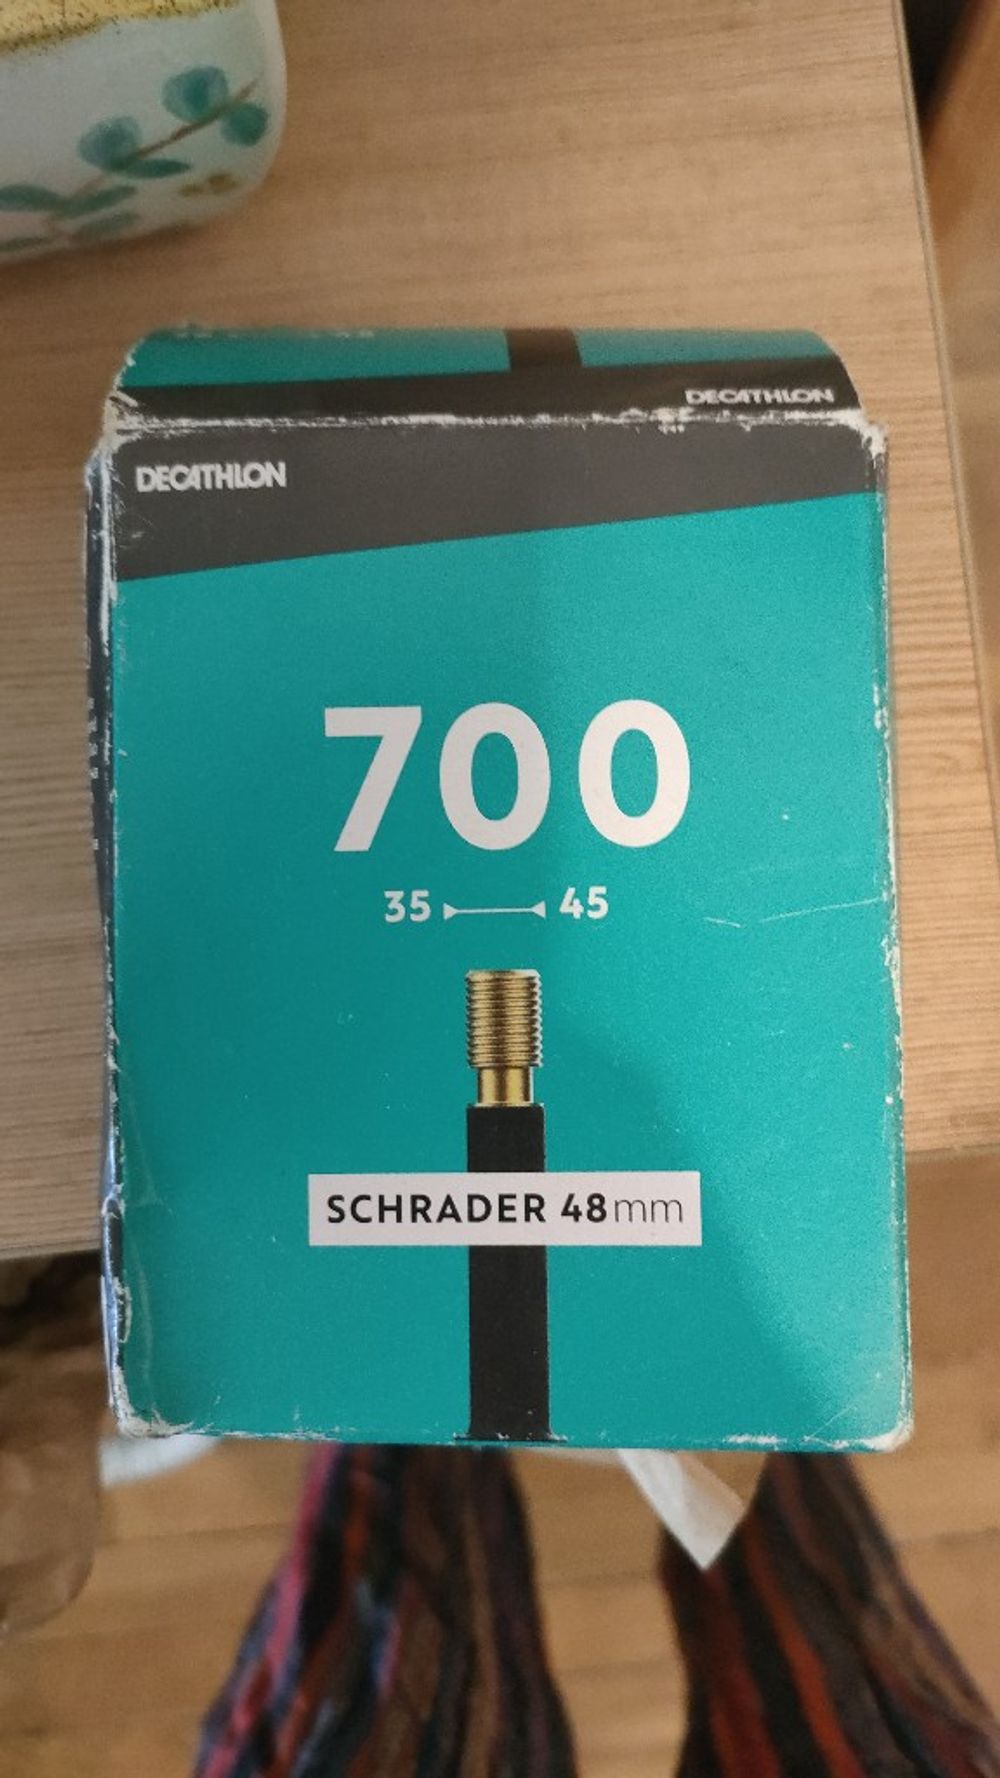 DECATHLON
DECATHLON
700
35 45
SCHRADER 48mm